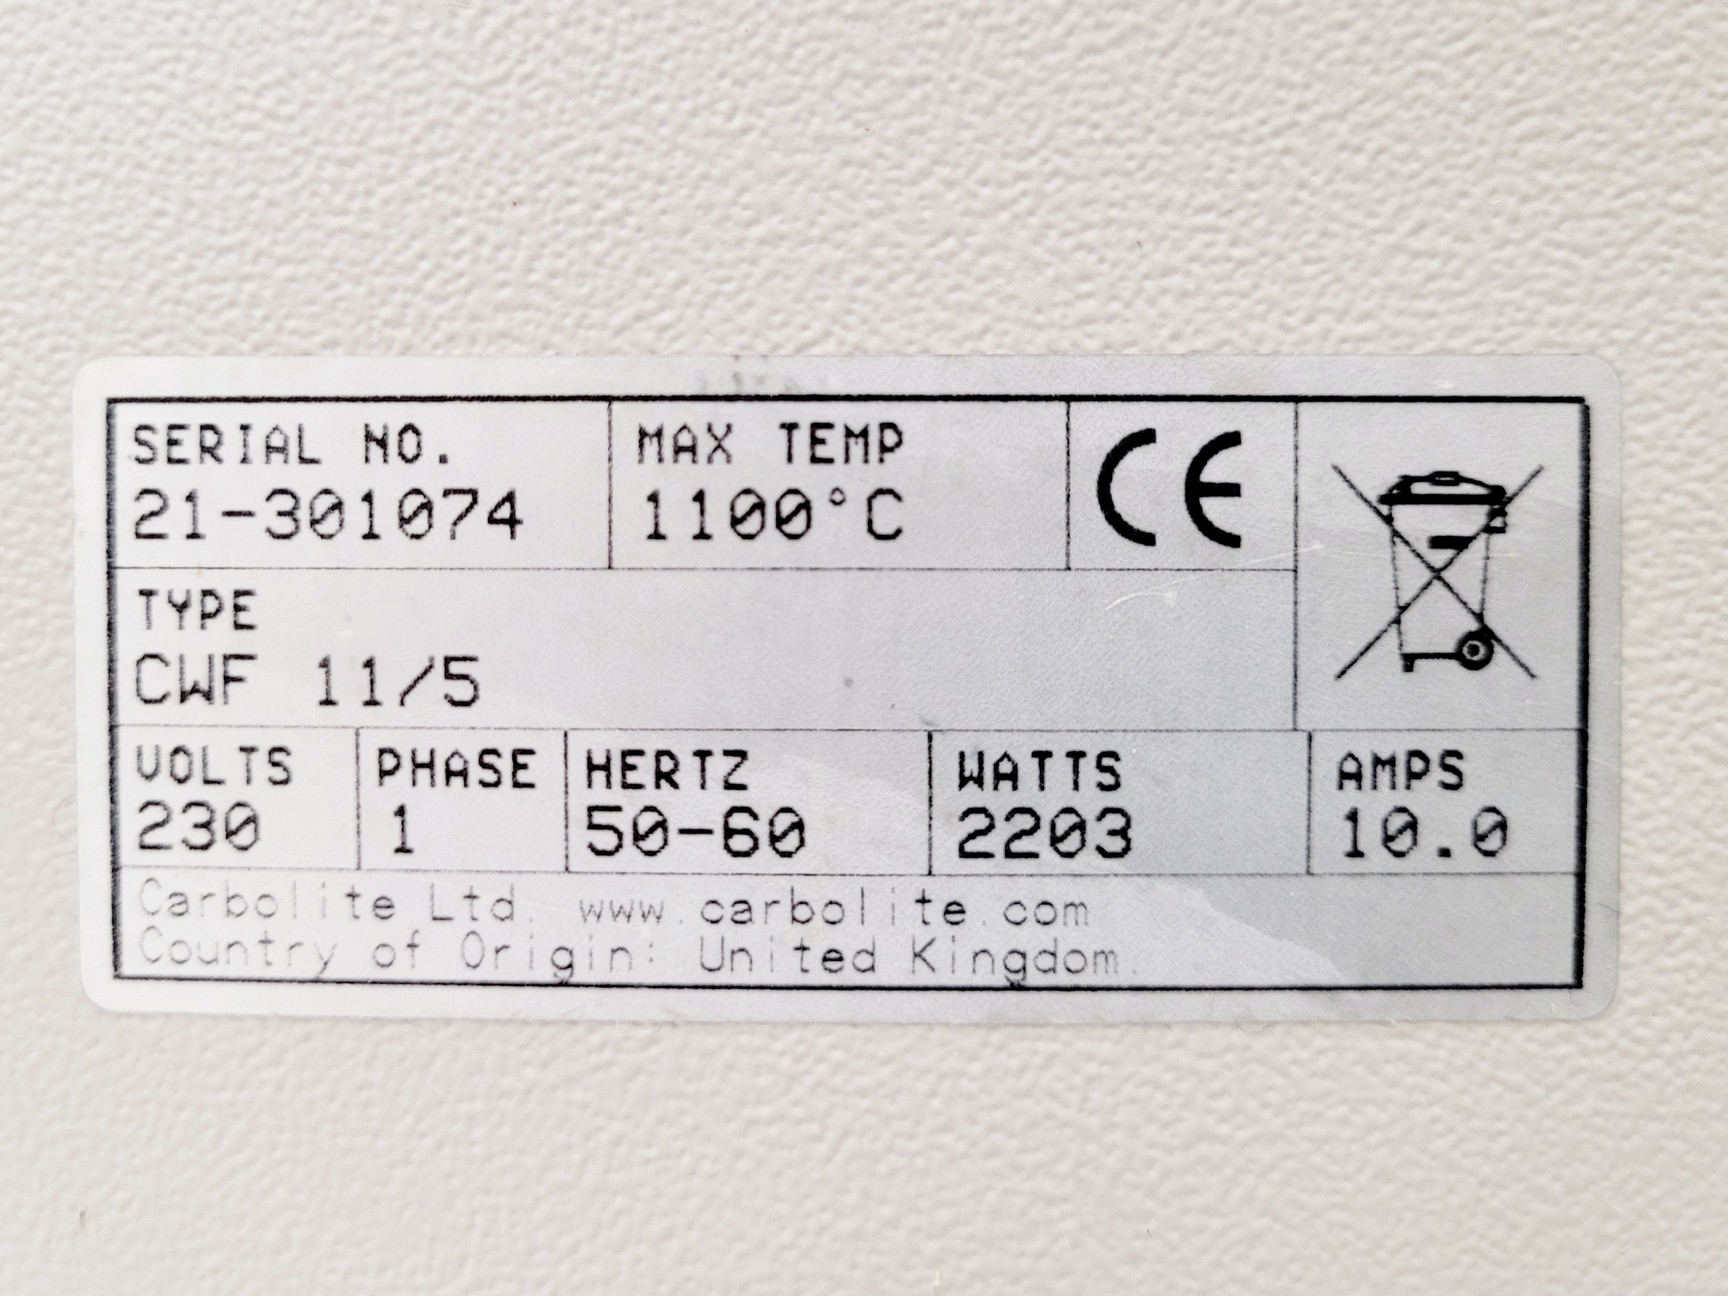 SERIAL NO.
21-301074
MAX TEMP
1100°C
CE
TYPE
CWF 11/5
VOLTS
230
PHASE
1
HERTZ
50-60
WATTS
2203
AMPS
10.0
Carbolite Ltd. www.carbolite.com
Country of Origin: United Kingdom.